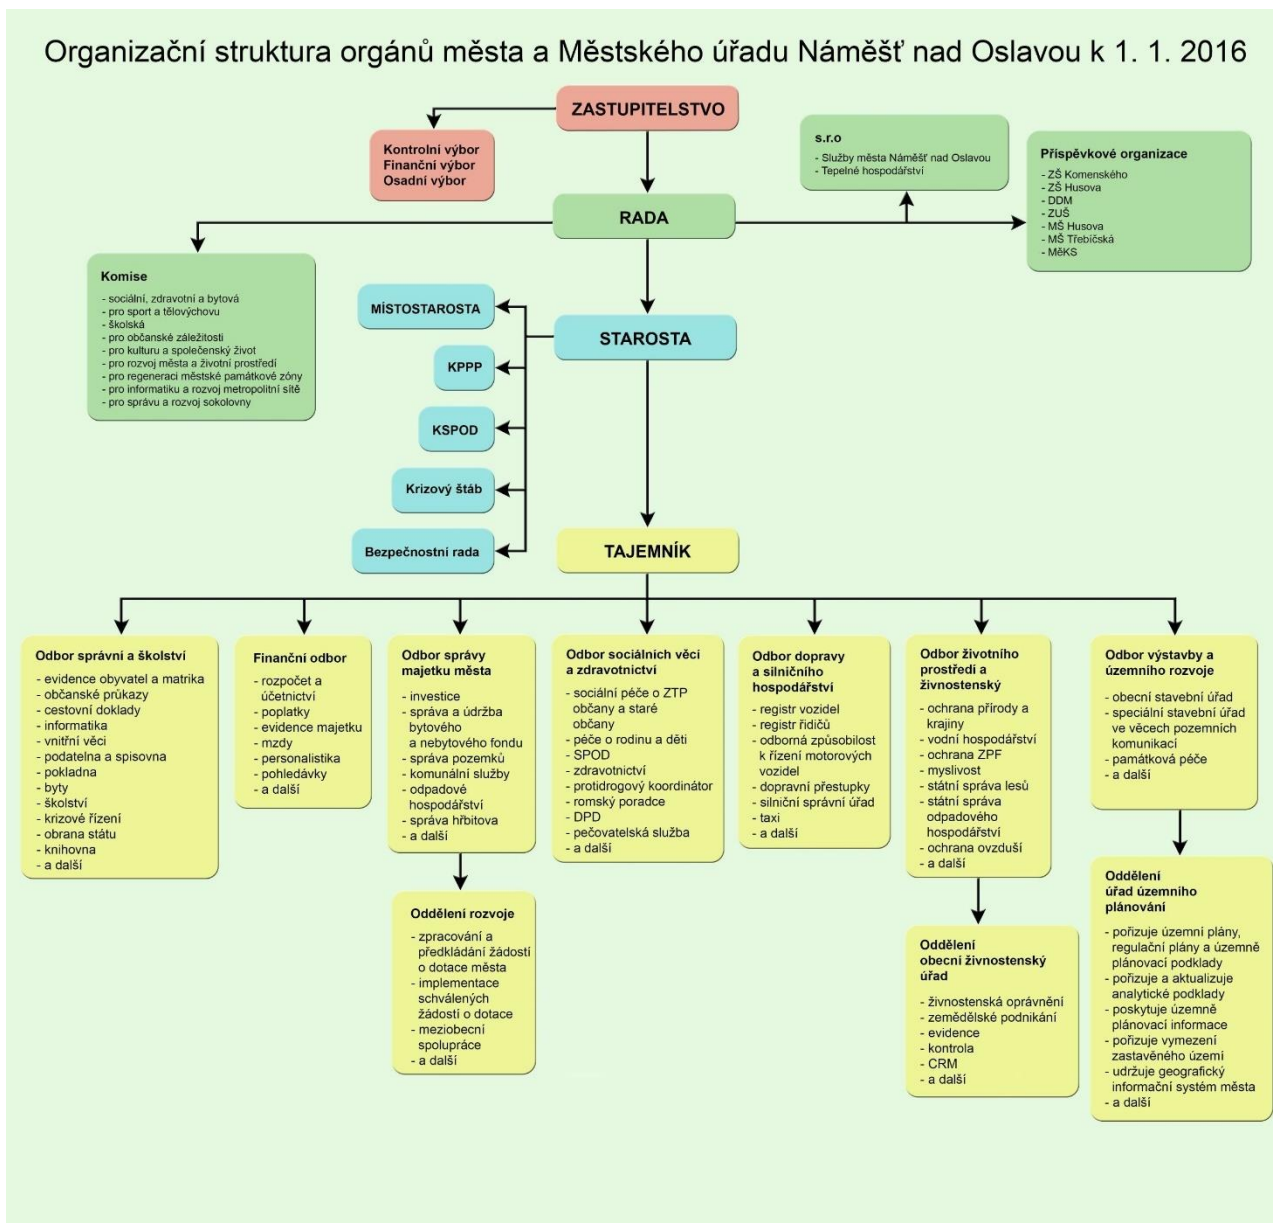 Organizační struktura orgánů města a Městského úřadu Náměšť nad Oslavou k 1. 1. 2016
ZASTUPITELSTVO
Kontrolní výbor
Finanční výbor
Osadní výbor
s.r.o
- Služby města Náměšť nad Oslavou
- Tepelné hospodářství
Příspěvkové organizace
- ZŠ Komenského
- ZŠ Husova
- DDM
- ZUŠ
- MŠ Husova
- MŠ Třebíčská
- MěKS
RADA
Komise
- sociální, zdravotní a bytová
- pro sport a tělovýchovu
- školská
- pro občanské záležitosti
- pro kulturu a společenský život
- pro rozvoj města a životní prostředí
- pro regeneraci městské památkové zóny
- pro informatiku a rozvoj metropolitní sítě
- pro správu a rozvoj sokolovny
MÍSTOSTAROSTA
STAROSTA
KPPP
KSPOD
Krizový štáb
Bezpečnostní rada
TAJEMNÍK
Odbor správní a školství
- evidence obyvatel a matrika
- občanské průkazy
- cestovní doklady
- informatika
- vnitřní věci
- podatelna a spisovna
- pokladna
- byty
- školství
- krizové řízení
- obrana státu
- knihovna
- a další
Finanční odbor
- rozpočet a
účetnictví
- poplatky
- evidence majetku
- mzdy
- personalistika
- pohledávky
- a další
Odbor správy
majetku města
- investice
- správa a údržba
bytového
a nebytového fondu
- správa pozemků
- komunální služby
- odpadové
hospodářství
- správa hřbitova
- a další
Oddělení rozvoje
- zpracování a
předkládání žádostí
o dotace města
- implementace
schválených
žádostí o dotace
- meziobecní
spolupráce
- a další
Odbor sociálních věcí
a zdravotnictví
- sociální péče o ZTP
občany a staré
občany
- péče o rodinu a děti
- SPOD
- zdravotnictví
- protidrogový koordinátor
- romský poradce
- DPD
- pečovatelská služba
- a další
Odbor dopravy
a silničního
hospodářství
- registr vozidel
- registr řidičů
- odborná způsobilost
k řízení motorových
vozidel
- dopravní přestupky
- silniční správní úřad
- taxi
- a další
Odbor životního
prostředí a
živnostenský
- ochrana přírody a
krajiny
- vodní hospodářství
- ochrana ZPF
- myslivost
- státní správa lesů
- státní správa
odpadového
hospodářství
- ochrana ovzduší
- a další
Oddělení
obecní živnostenský
úřad
- živnostenská oprávnění
- zemědělské podnikání
- evidence
- kontrola
- CRM
- a další
Odbor výstavby a
územního rozvoje
- obecní stavební úřad
- speciální stavební úřad
ve věcech pozemních
komunikací
- památková péče
- a další
Oddělení
úřad územního
plánování
- pořizuje územní plány,
regulační plány a územně
plánovací podklady
- pořizuje a aktualizuje
analytické podklady
- poskytuje územně
plánovací informace
- pořizuje vymezení
zastavěného území
- udržuje geografický
informační systém města
- a další